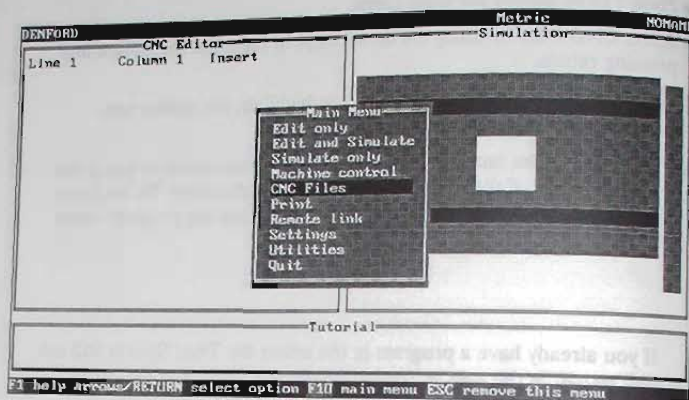 DENFORD
Metric
CNC Editor
Simulation
Line 1 Column 1 Insert
Main Menu
Edit only
Edit and Simulate
Simulate only
Machine control
CNC Files
Print
Remote link
Settings
Utilities
Quit
Tutorial
If you already have a program in the
F1 help Arrows/RETURN select option F10 main menu ESC remove this menu